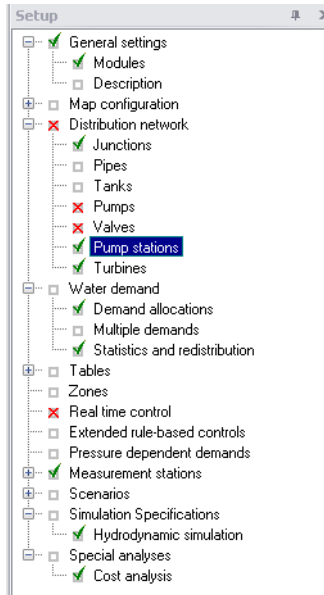 Setup
General settings
Modules
Description
Map configuration
Distribution network
Junctions
Pipes
Tanks
Pumps
Valves
Pump stations
Turbines
Water demand
Demand allocations
Multiple demands
Statistics and redistribution
Tables
Zones
Real time control
Extended rule-based controls
Pressure dependent demands
Measurement stations
Scenarios
Simulation Specifications
Hydrodynamic simulation
Special analyses
Cost analysis